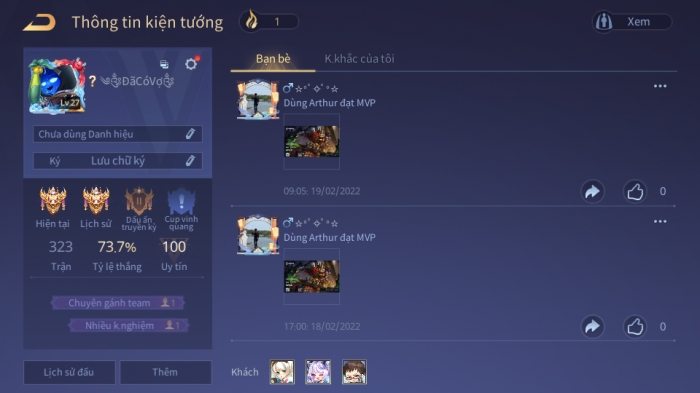 Thông tin kiện tướng
1
Xem
? ༄༂ĐãCóVợ༂
Lv.27
Chưa dùng Danh hiệu
Ký Lưu chữ ký
Hiện tại
Lịch sử
Dấu ấn truyền kỳ
Cup vinh quang
323
73.7%
100
Trận
Tỷ lệ thắng
Uy tín
Chuyên gánh team 1
Nhiều k.nghiệm 1
Lịch sử đấu
Thêm
Bạn bè
K.khắc của tôi
♂☆∘˚✧˚∘☆
Dùng Arthur đạt MVP
09:05: 19/02/2022
0
♂☆∘˚✧˚∘☆
Dùng Arthur đạt MVP
17:00: 18/02/2022
0
Khách